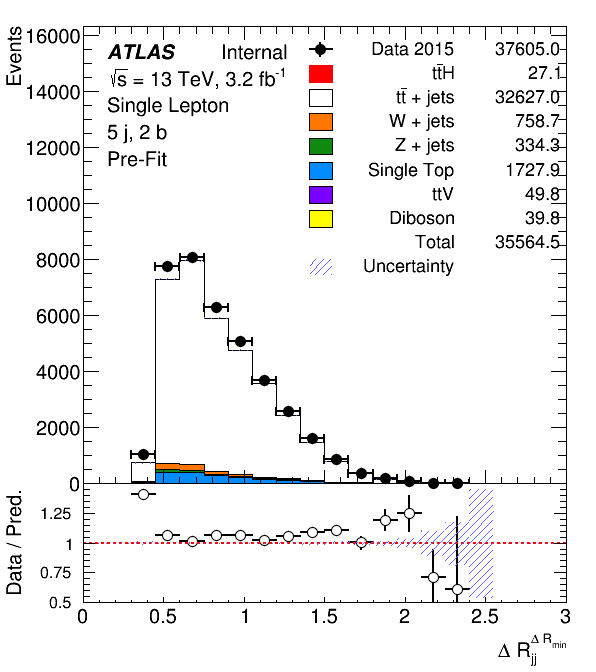 Events
16000
14000
12000
10000
8000
6000
4000
2000
0
ATLAS Internal
√s = 13 TeV, 3.2 fb⁻¹
Single Lepton
5 j, 2 b
Pre-Fit
Data 2015 37605.0
tt̄H 27.1
tt̄ + jets 32627.0
W + jets 758.7
Z + jets 334.3
Single Top 1727.9
ttV 49.8
Diboson 39.8
Total 35564.5
Uncertainty
Data / Pred.
1.25
1
0.75
0.5
0 0.5 1 1.5 2 2.5 3
Δ R_jj^Δ R_min